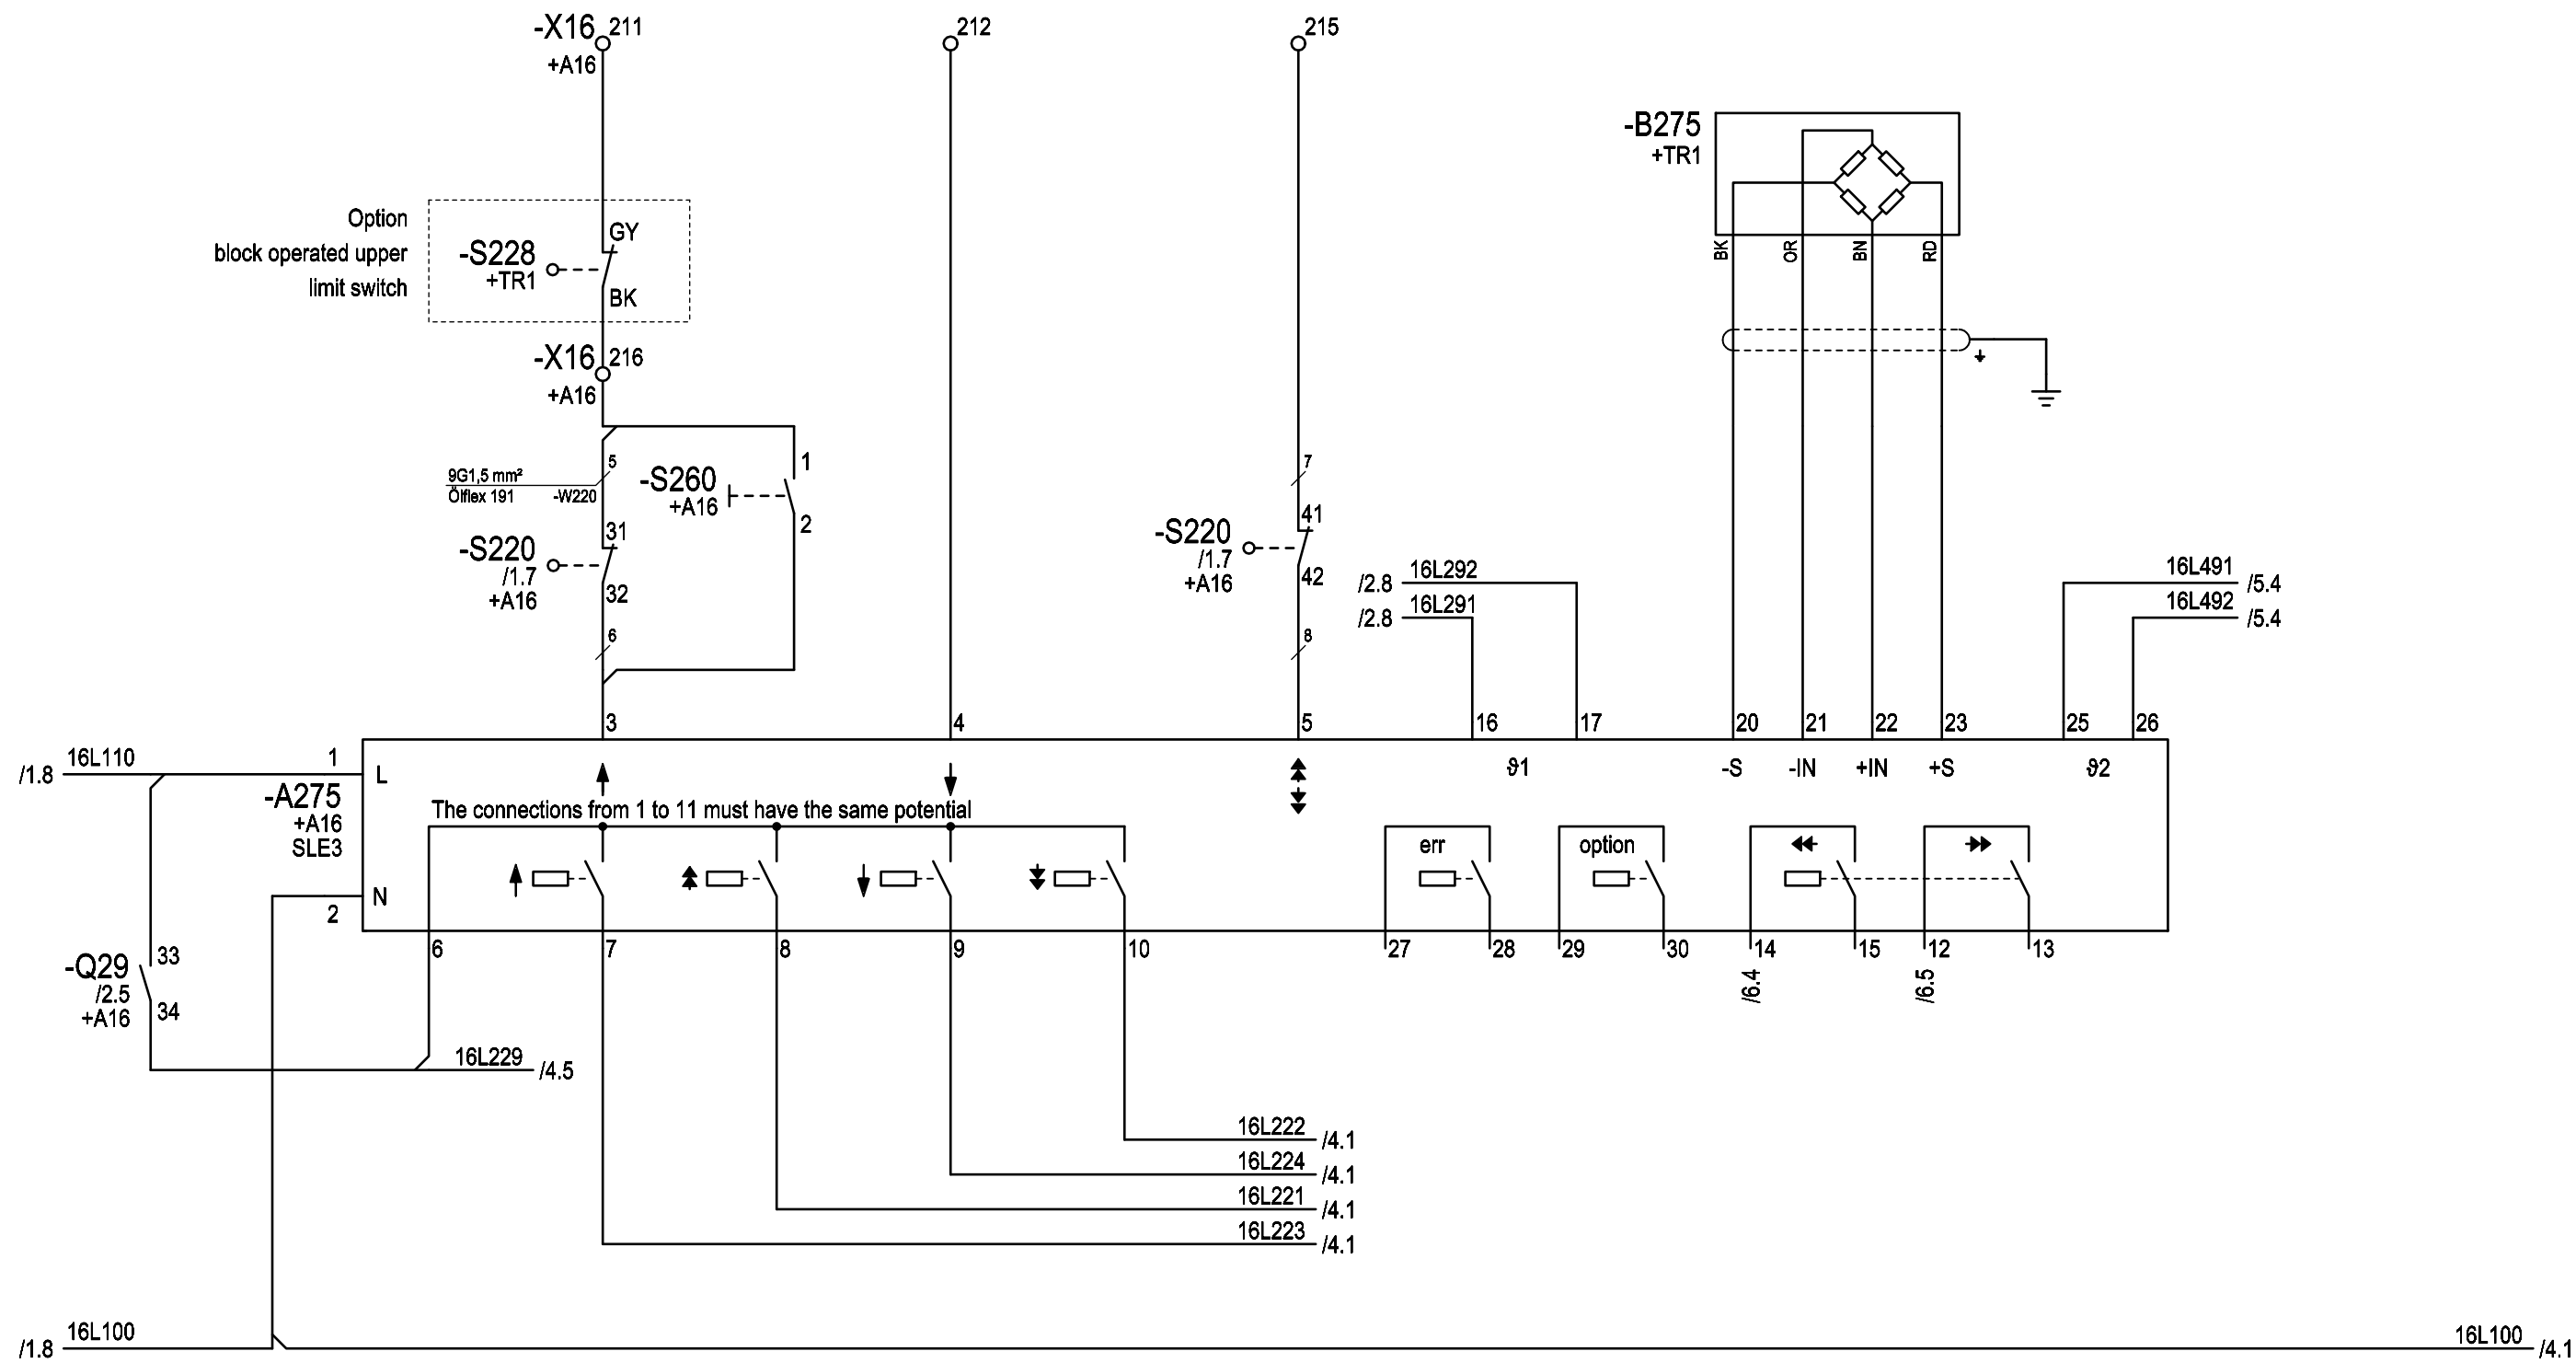 -X16 211
+A16
212
215
-B275
+TR1
BK OR BN RD
Option
block operated upper
limit switch
-S228
+TR1
GY
BK
-X16 216
+A16
9G1,5 mm²
Ölflex 191 -W220
5
-S260
+A16
1
2
31
-S220
/1.7
+A16
32
6
7
41
-S220
/1.7
+A16
42
8
/2.8 16L292
/2.8 16L291
16L491 /5.4
16L492 /5.4
3 4 5 16 17 20 21 22 23 25 26
/1.8 16L110 1 L
ϑ1 -S -IN +IN +S ϑ2
-A275
+A16
SLE3
The connections from 1 to 11 must have the same potential
err option
N
2
6 7 8 9 10 27 28 29 30 14 15 12 13
/6.4 /6.5
-Q29
/2.5
+A16
33
34
16L229 /4.5
16L222 /4.1
16L224 /4.1
16L221 /4.1
16L223 /4.1
/1.8 16L100
16L100 /4.1